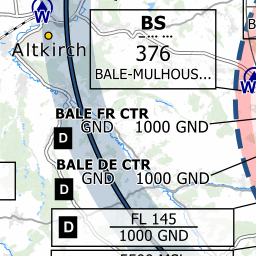 W
BS
Altkirch
376
BALE-MULHOUS...
W
BALE FR CTR
D GND 1000 GND
BALE DE CTR
D GND 1000 GND
D FL 145
1000 GND